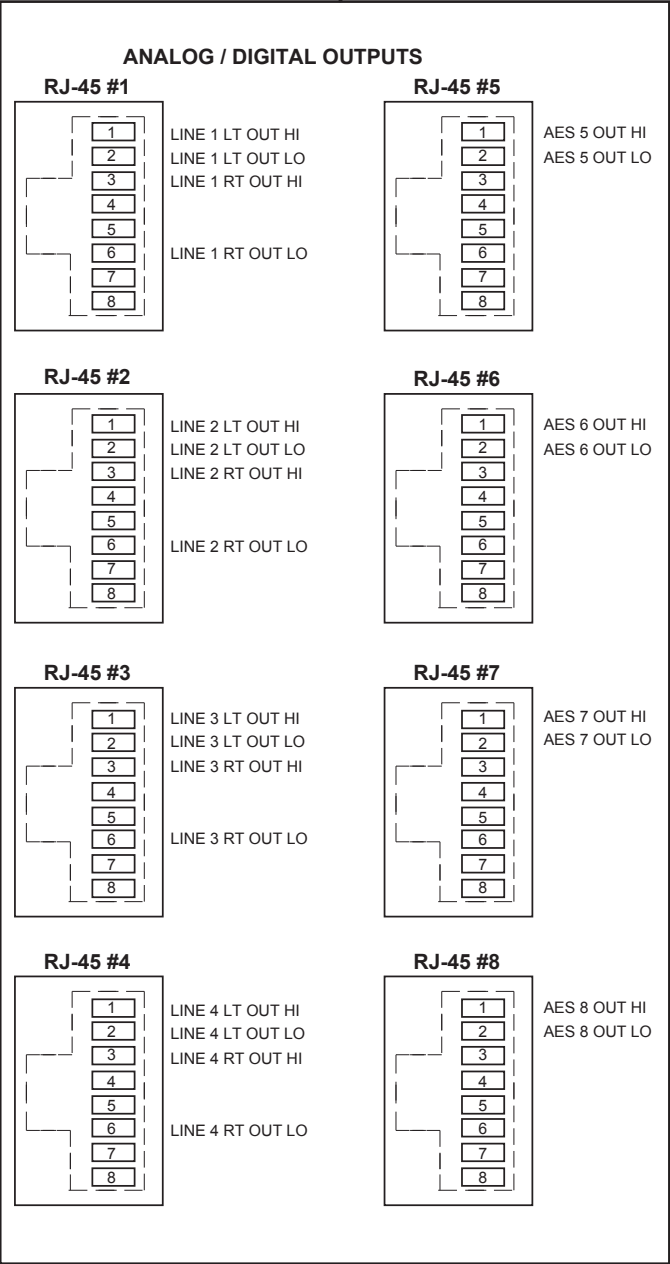 ANALOG / DIGITAL OUTPUTS
RJ-45 #1
1 LINE 1 LT OUT HI
2 LINE 1 LT OUT LO
3 LINE 1 RT OUT HI
4
5
6 LINE 1 RT OUT LO
7
8
RJ-45 #2
1 LINE 2 LT OUT HI
2 LINE 2 LT OUT LO
3 LINE 2 RT OUT HI
4
5
6 LINE 2 RT OUT LO
7
8
RJ-45 #3
1 LINE 3 LT OUT HI
2 LINE 3 LT OUT LO
3 LINE 3 RT OUT HI
4
5
6 LINE 3 RT OUT LO
7
8
RJ-45 #4
1 LINE 4 LT OUT HI
2 LINE 4 LT OUT LO
3 LINE 4 RT OUT HI
4
5
6 LINE 4 RT OUT LO
7
8
RJ-45 #5
1 AES 5 OUT HI
2 AES 5 OUT LO
3
4
5
6
7
8
RJ-45 #6
1 AES 6 OUT HI
2 AES 6 OUT LO
3
4
5
6
7
8
RJ-45 #7
1 AES 7 OUT HI
2 AES 7 OUT LO
3
4
5
6
7
8
RJ-45 #8
1 AES 8 OUT HI
2 AES 8 OUT LO
3
4
5
6
7
8